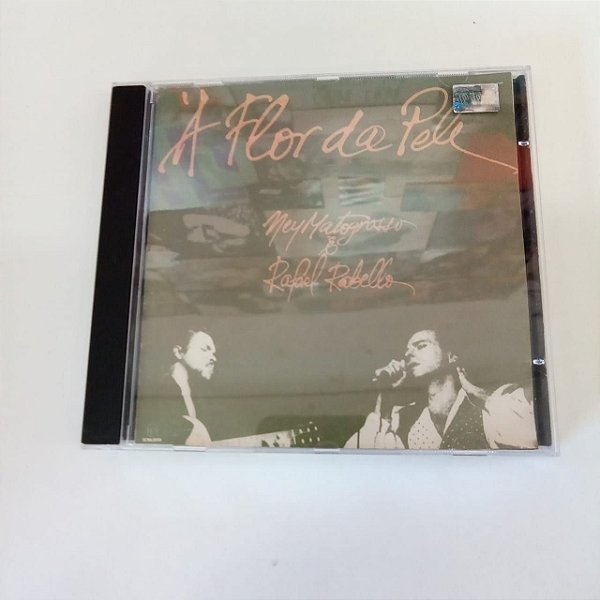 À Flor da Pele
Ney Matogrosso
&
Rafael Rabello